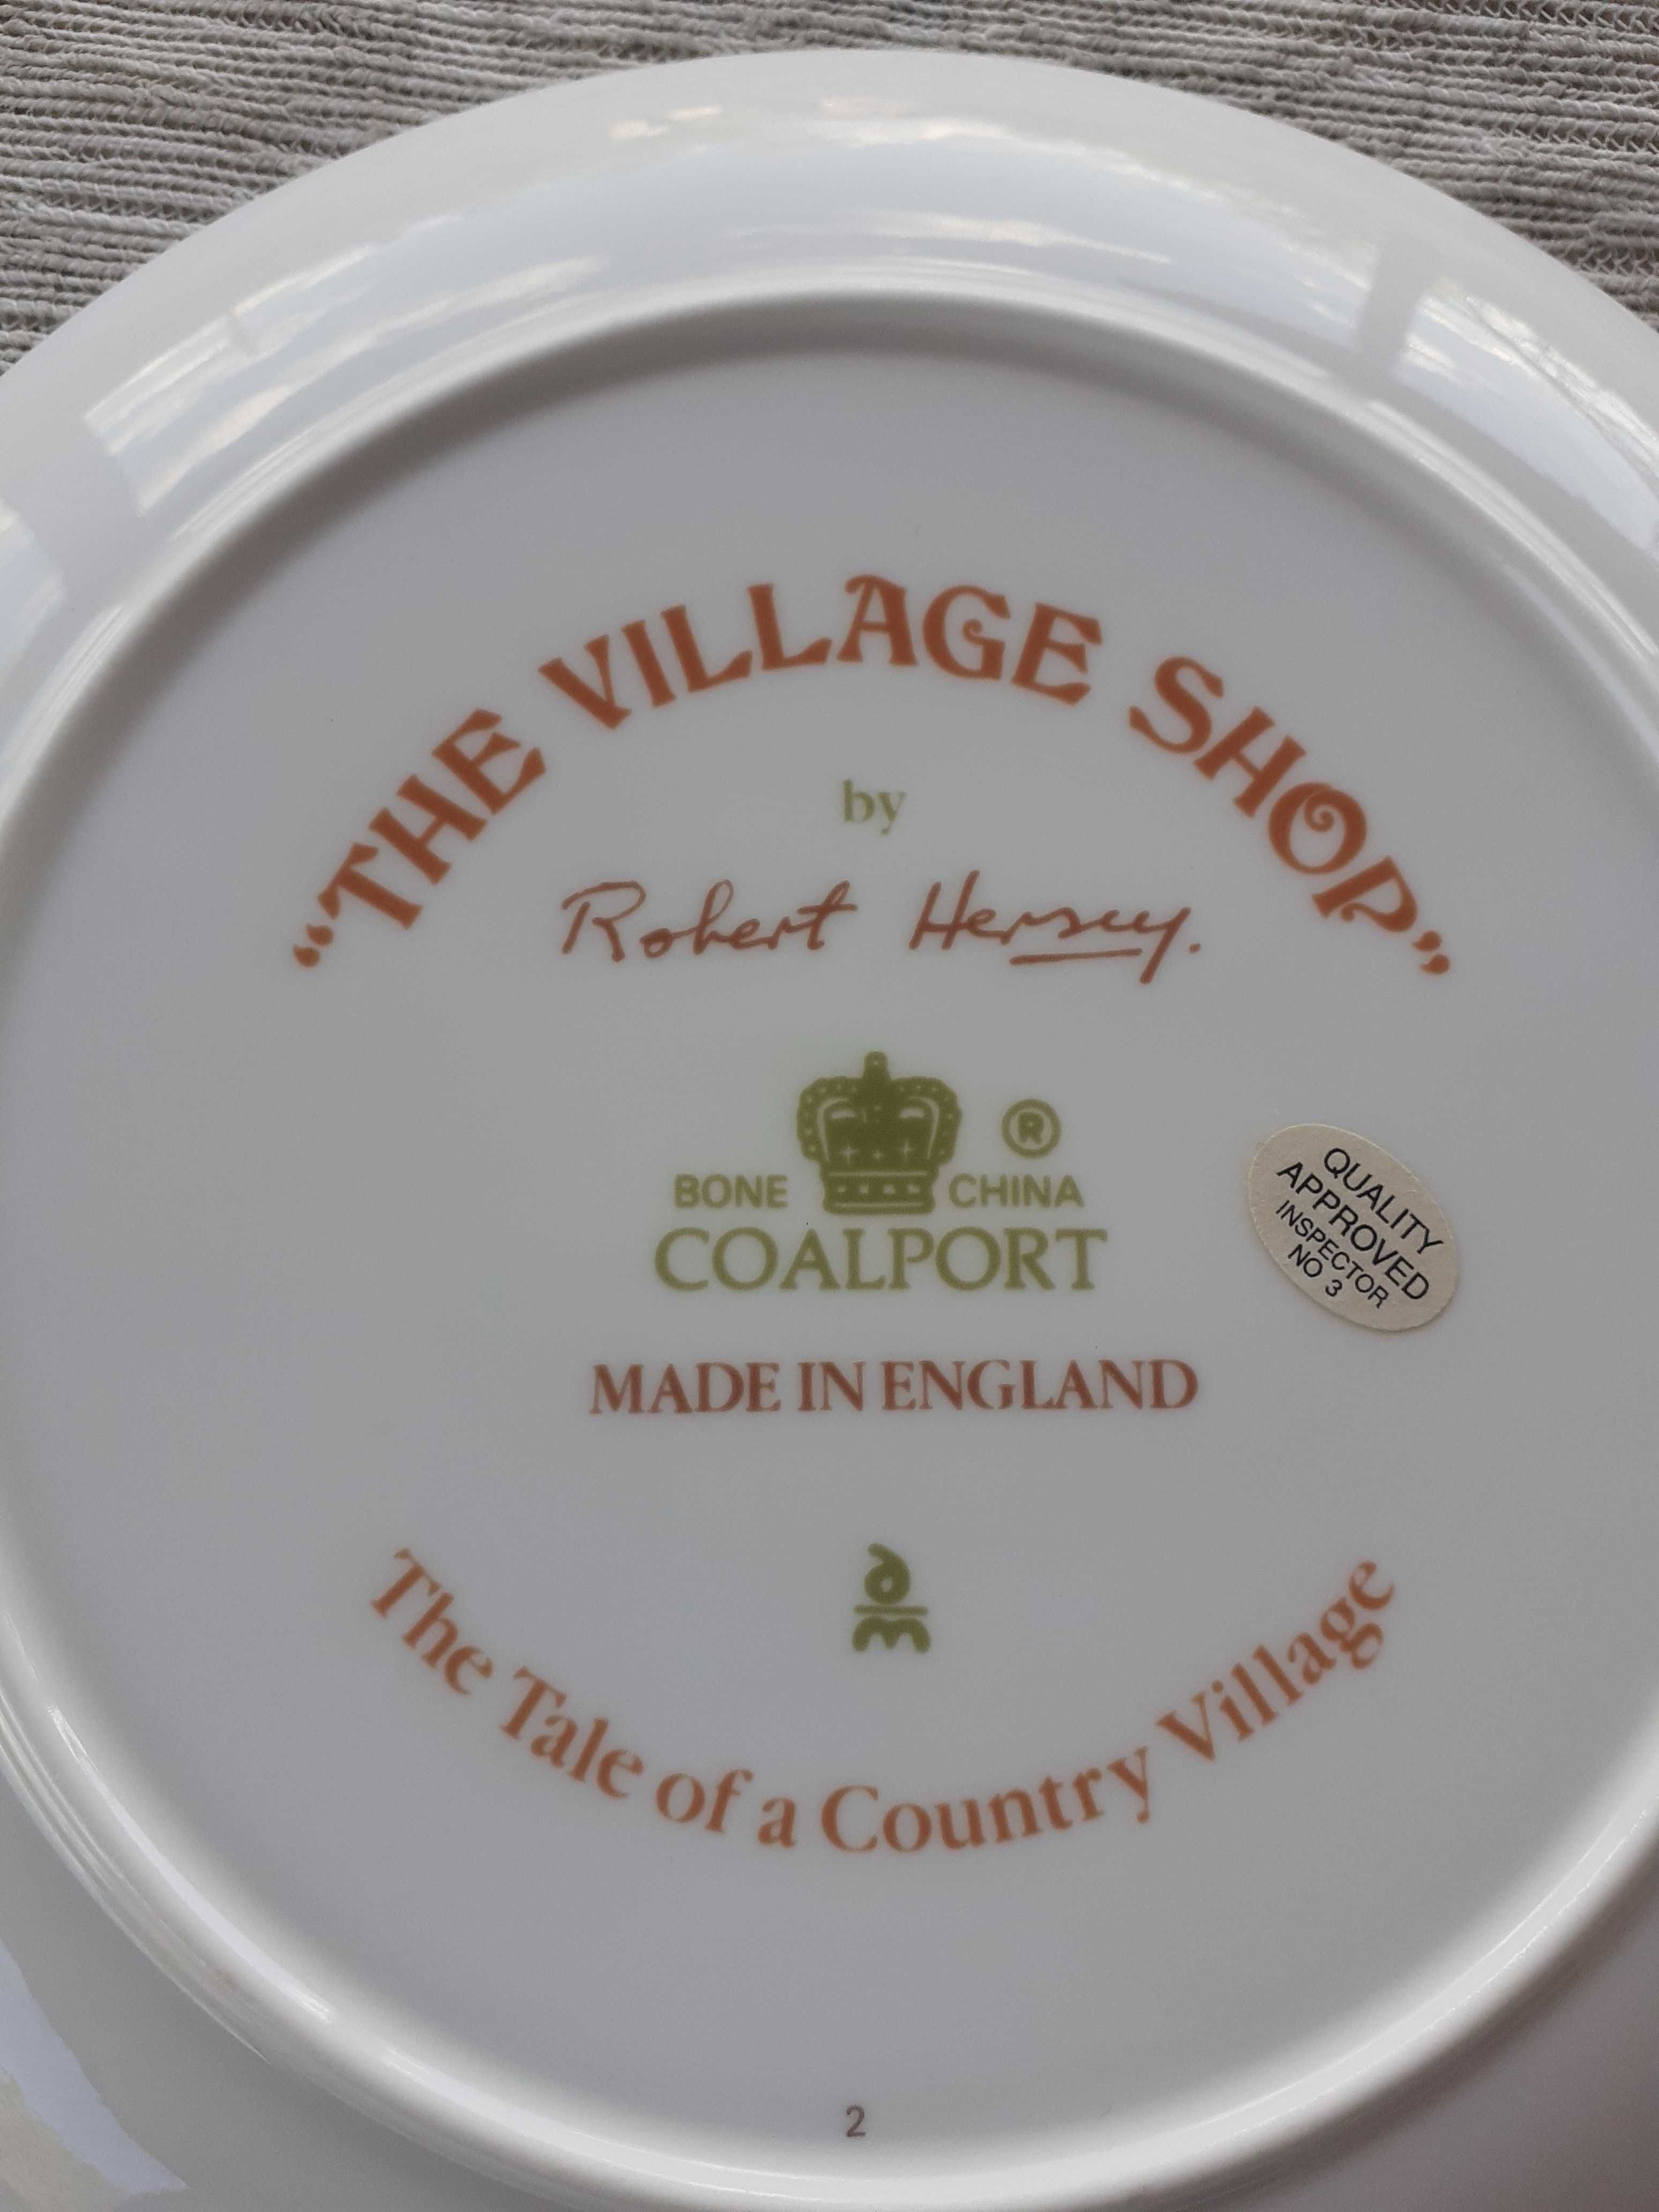 “THE VILLAGE SHOP”
by
Robert Hersey.
®
BONE CHINA
COALPORT
MADE IN ENGLAND
QUALITY
APPROVED
INSPECTOR
NO 3
am
The Tale of a Country Village
2